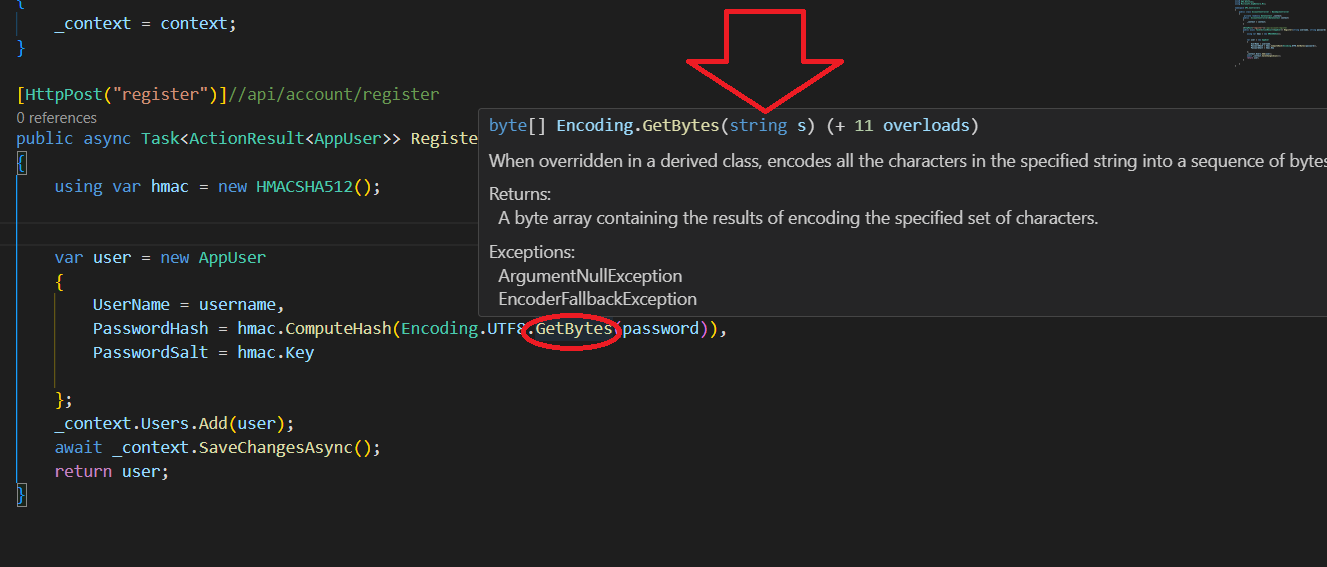 {
_context = context;
}
[HttpPost("register")]//api/account/register
0 references
public async Task<ActionResult<AppUser>> Registe
{
using var hmac = new HMACSHA512();
byte[] Encoding.GetBytes(string s) (+ 11 overloads)
When overridden in a derived class, encodes all the characters in the specified string into a sequence of bytes
Returns:
A byte array containing the results of encoding the specified set of characters.
Exceptions:
ArgumentNullException
EncoderFallbackException
var user = new AppUser
{
UserName = username,
PasswordHash = hmac.ComputeHash(Encoding.UTF8.GetBytes(password)),
PasswordSalt = hmac.Key
};
_context.Users.Add(user);
await _context.SaveChangesAsync();
return user;
}